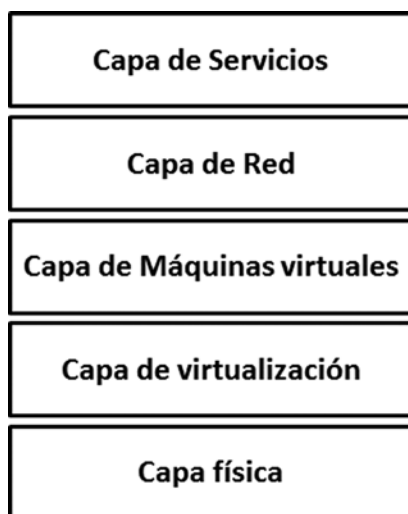 Capa de Servicios
Capa de Red
Capa de Máquinas virtuales
Capa de virtualización
Capa física